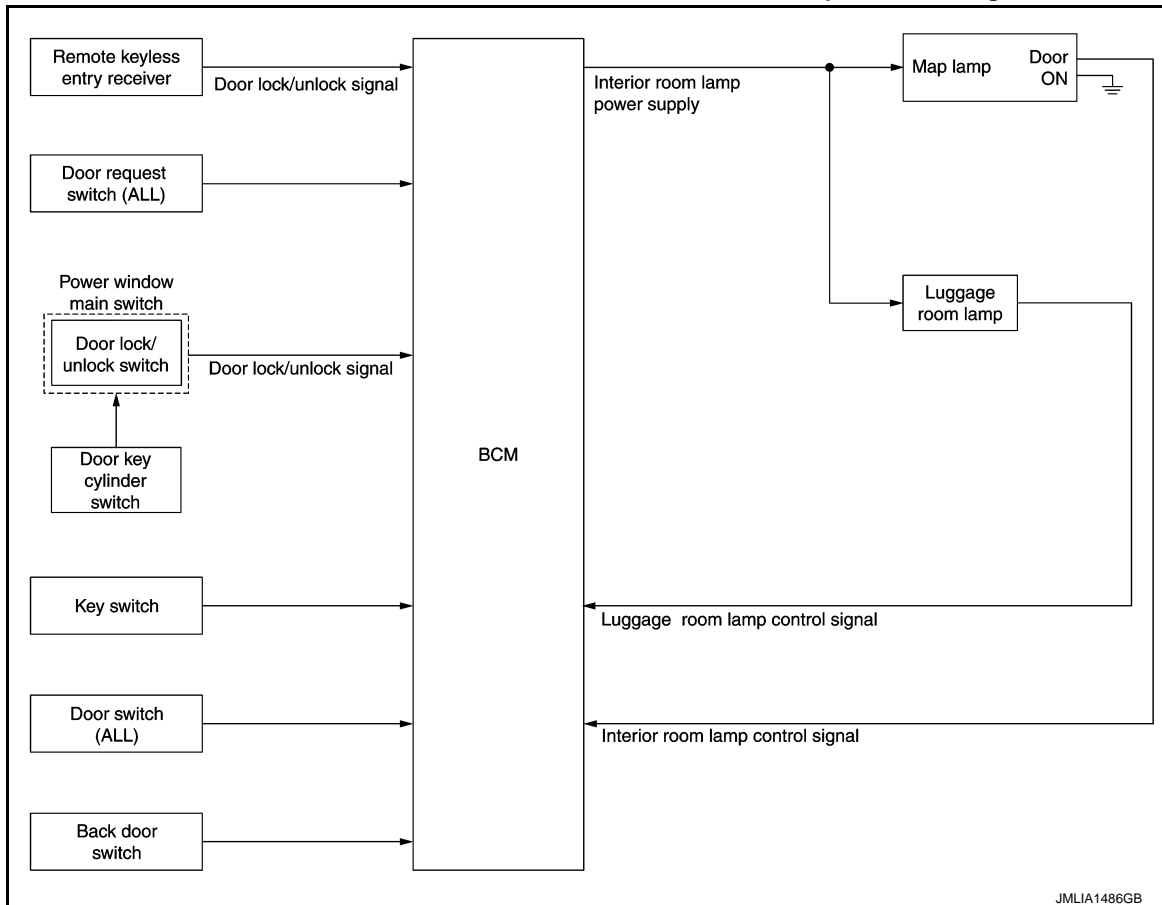 Remote keyless
entry receiver
Door lock/unlock signal
Door request
switch (ALL)
Power window
main switch
Door lock/
unlock switch
Door lock/unlock signal
Door key
cylinder
switch
Key switch
Door switch
(ALL)
Back door
switch
BCM
Interior room lamp
power supply
Map lamp
Door
ON
Luggage
room lamp
Luggage room lamp control signal
Interior room lamp control signal
JMLIA1486GB